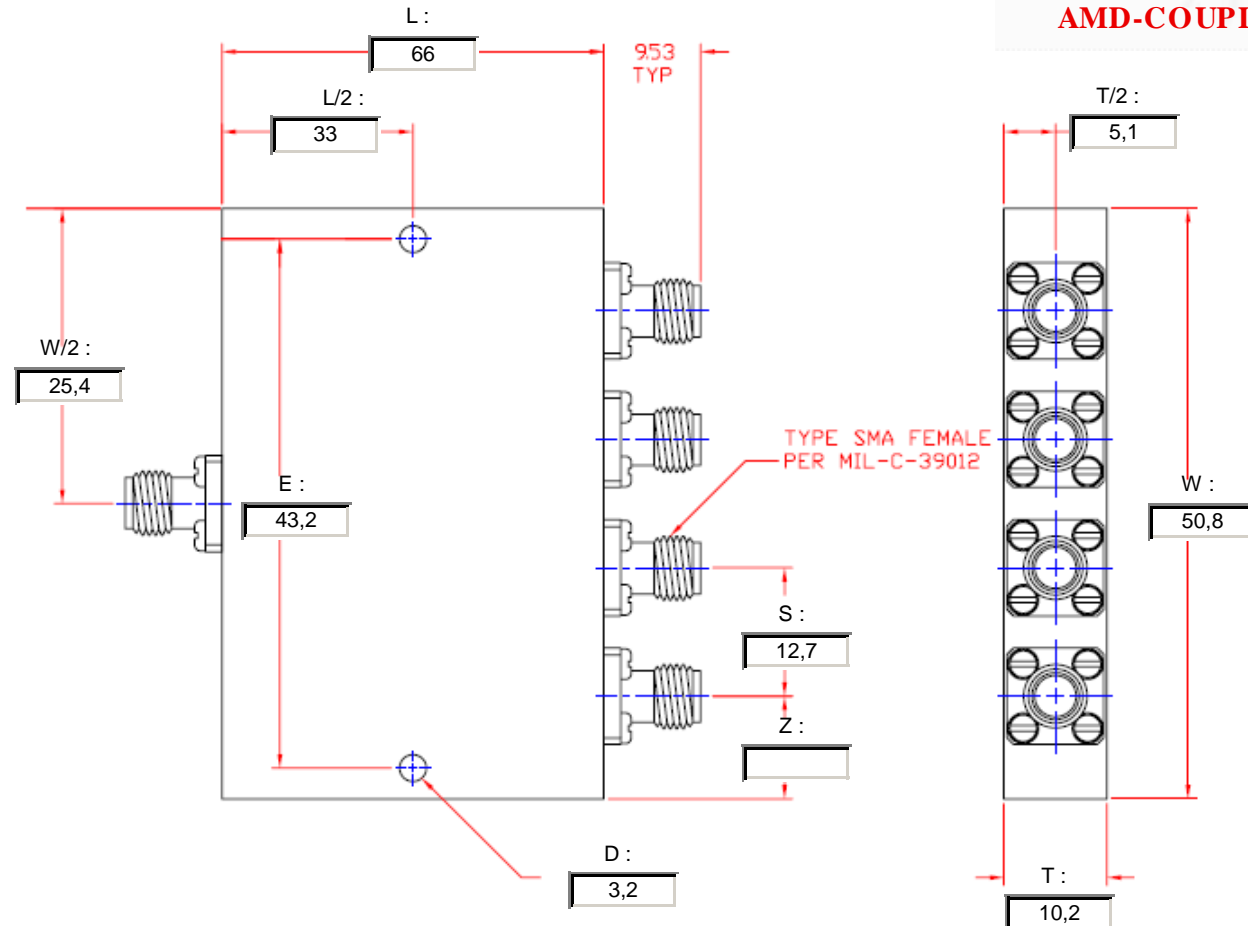 AMD-COUPL
L :
66
9.53
TYP
L/2 :
33
T/2 :
5,1
W/2 :
25,4
TYPE SMA FEMALE
PER MIL-C-39012
E :
43,2
W :
50,8
S :
12,7
Z :
D :
3,2
T :
10,2